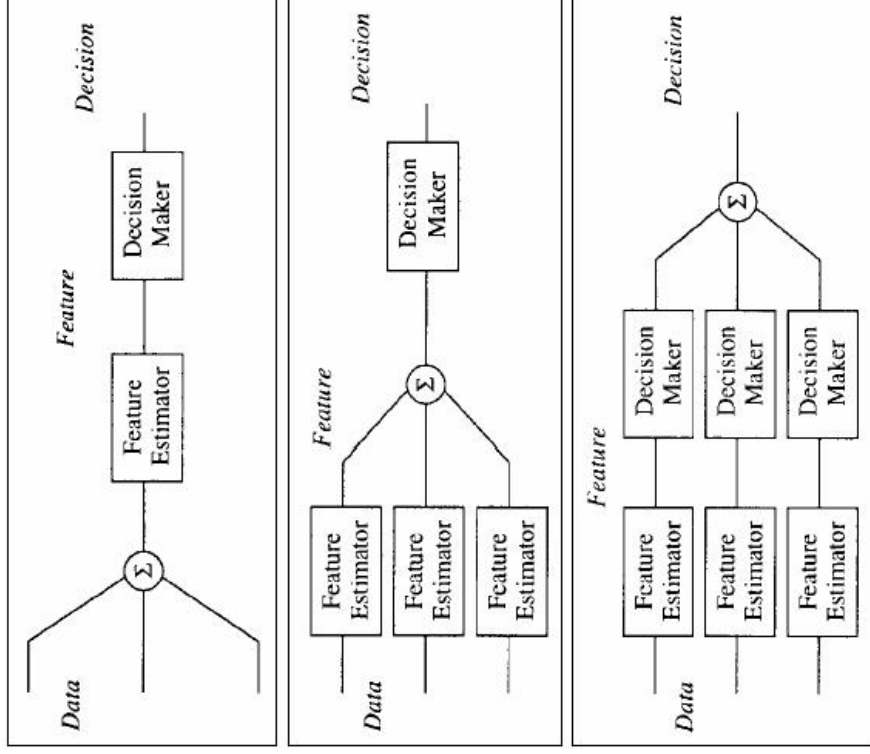 Data
Feature
Decision
Σ
Feature
Estimator
Decision
Maker
Data
Feature
Decision
Feature
Estimator
Feature
Estimator
Feature
Estimator
Σ
Decision
Maker
Data
Feature
Decision
Feature
Estimator
Decision
Maker
Feature
Estimator
Decision
Maker
Feature
Estimator
Decision
Maker
Σ